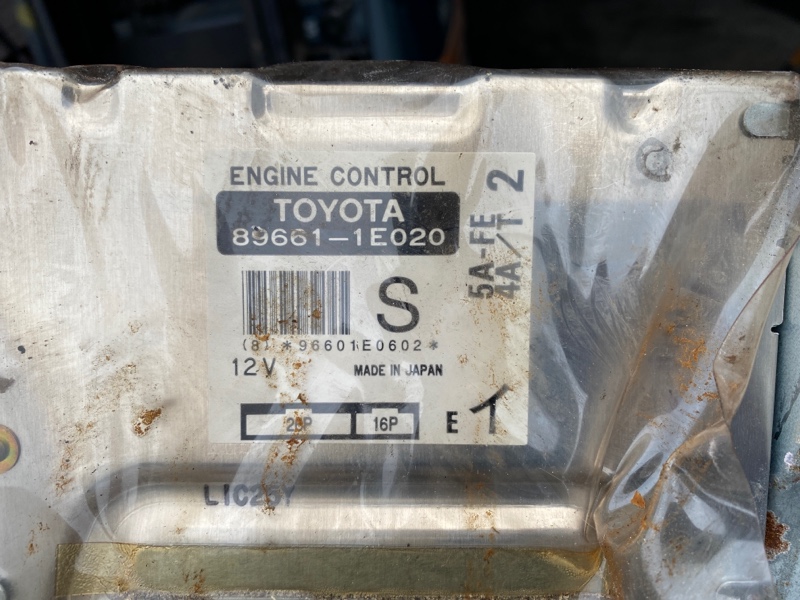 ENGINE CONTROL
TOYOTA
89661-1E020
5A-FE
4A/T 2
S
(8) *96601E0602*
12V
MADE IN JAPAN
16P
E 1